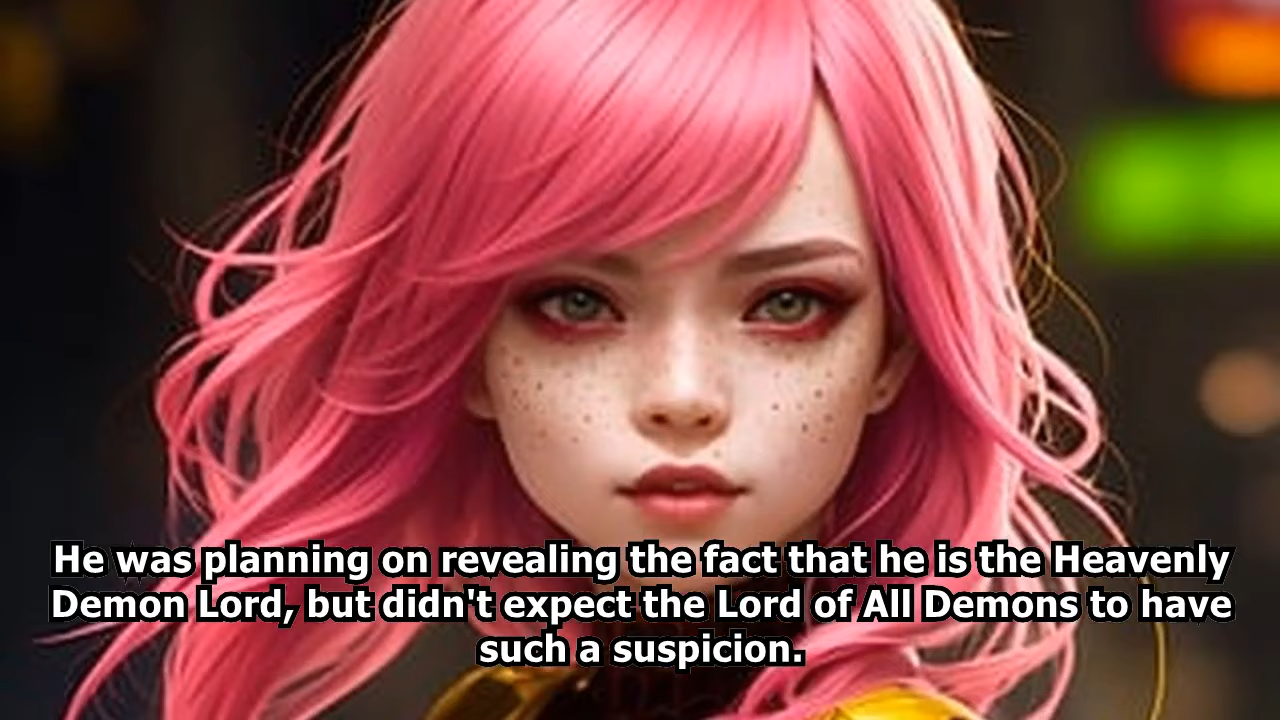 He was planning on revealing the fact that he is the Heavenly
Demon Lord, but didn't expect the Lord of All Demons to have
such a suspicion.